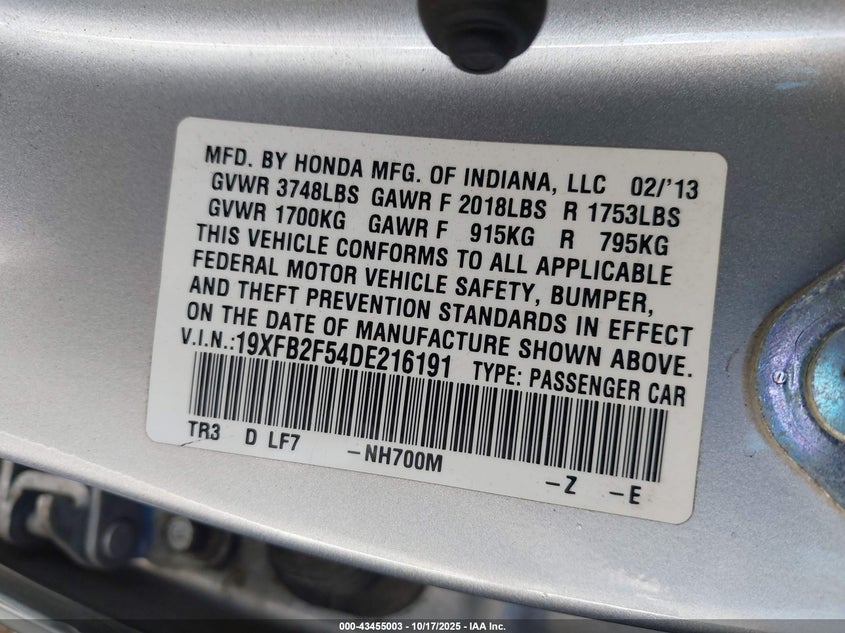 MFD. BY HONDA MFG. OF INDIANA, LLC 02/'13
GVWR 3748LBS GAWR F 2018LBS R 1753LBS
GVWR 1700KG GAWR F 915KG R 795KG
THIS VEHICLE CONFORMS TO ALL APPLICABLE
FEDERAL MOTOR VEHICLE SAFETY, BUMPER,
AND THEFT PREVENTION STANDARDS IN EFFECT
ON THE DATE OF MANUFACTURE SHOWN ABOVE.
V.I.N.:19XFB2F54DE216191 TYPE: PASSENGER CAR
TR3 D LF7 -NH700M -Z -E
000-43455003 - 10/17/2025 - IAA Inc.